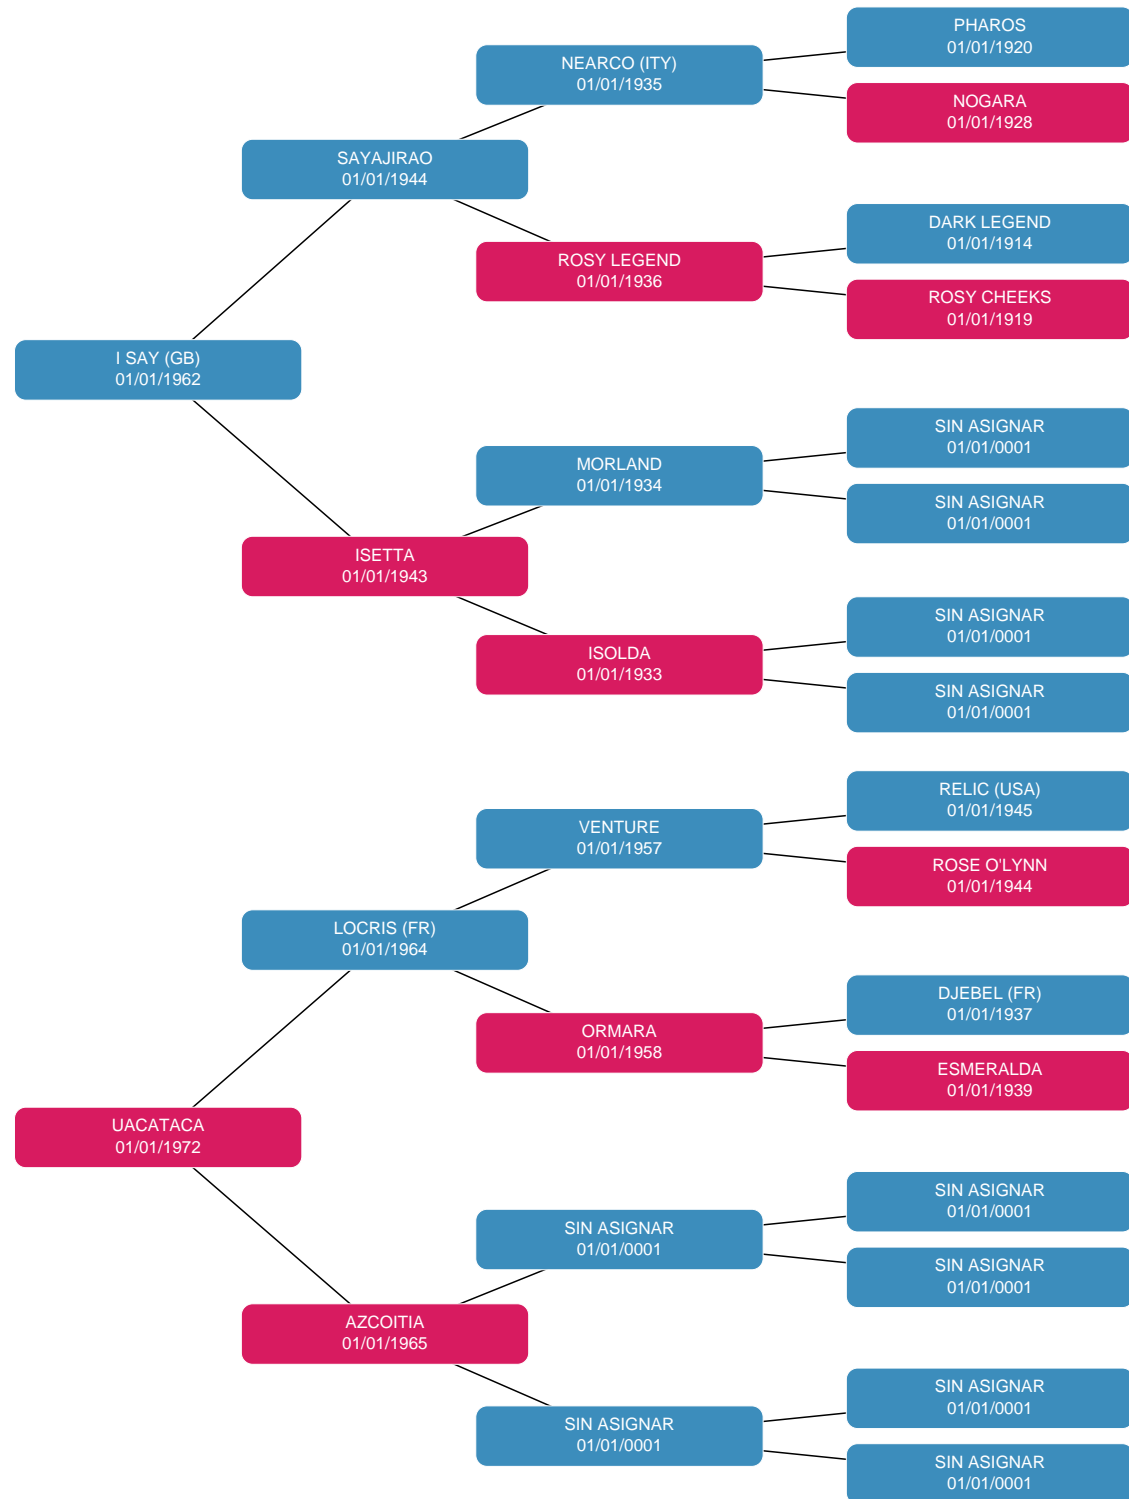 PHAROS
01/01/1920
NEARCO (ITY)
01/01/1935
NOGARA
01/01/1928
SAYAJIRAO
01/01/1944
DARK LEGEND
01/01/1914
ROSY LEGEND
01/01/1936
ROSY CHEEKS
01/01/1919
I SAY (GB)
01/01/1962
SIN ASIGNAR
01/01/0001
MORLAND
01/01/1934
SIN ASIGNAR
01/01/0001
ISETTA
01/01/1943
SIN ASIGNAR
01/01/0001
ISOLDA
01/01/1933
SIN ASIGNAR
01/01/0001
RELIC (USA)
01/01/1945
VENTURE
01/01/1957
ROSE O'LYNN
01/01/1944
LOCRIS (FR)
01/01/1964
DJEBEL (FR)
01/01/1937
ORMARA
01/01/1958
ESMERALDA
01/01/1939
UACATACA
01/01/1972
SIN ASIGNAR
01/01/0001
SIN ASIGNAR
01/01/0001
SIN ASIGNAR
01/01/0001
AZCOITIA
01/01/1965
SIN ASIGNAR
01/01/0001
SIN ASIGNAR
01/01/0001
SIN ASIGNAR
01/01/0001